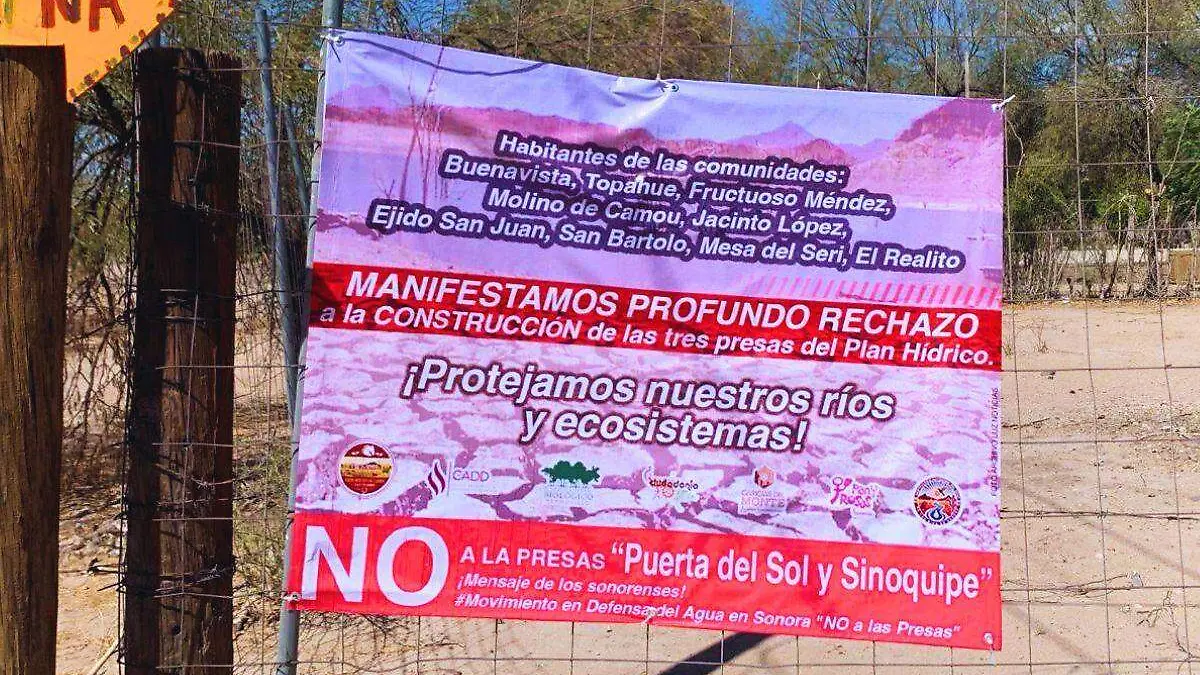 NA
Habitantes de las comunidades:
Buenavista, Topahue, Fructuoso Méndez,
Molino de Camou, Jacinto López,
Ejido San Juan, San Bartolo, Mesa del Seri, El Realito
MANIFESTAMOS PROFUNDO RECHAZO
a la CONSTRUCCIÓN de las tres presas del Plan Hídrico.
¡Protejamos nuestros ríos
y ecosistemas!
CADD
NO A LA PRESAS “Puerta del Sol y Sinoquipe”
¡Mensaje de los sonorenses!
#Movimiento en Defensa del Agua en Sonora “NO a las Presas”